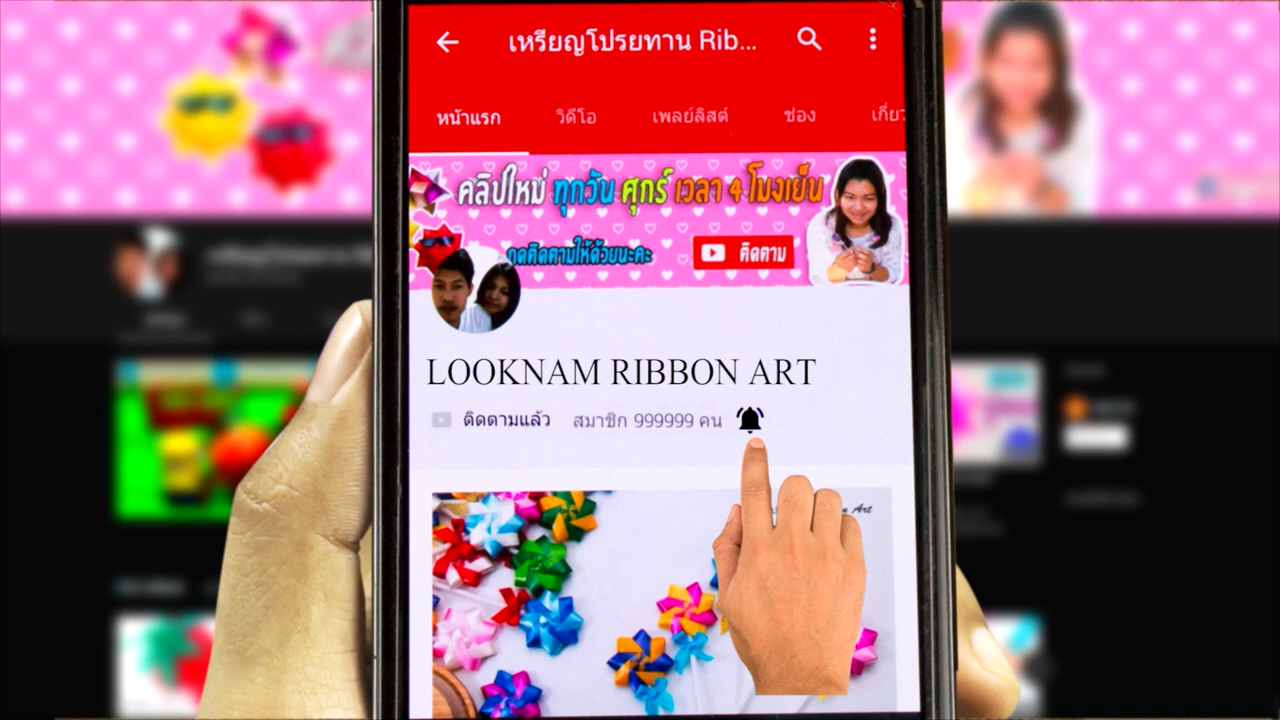 เหรียญโปรยทาน Rib...
หน้าแรก วิดีโอ เพลย์ลิสต์ ช่อง เกี่ยว
คลิปใหม่ ทุกวัน ศุกร์ เวลา 4 โมงเย็น
กดติดตามให้ด้วยนะคะ
ติดตาม
LOOKNAM RIBBON ART
ติดตามแล้ว สมาชิก 999999 คน
Art